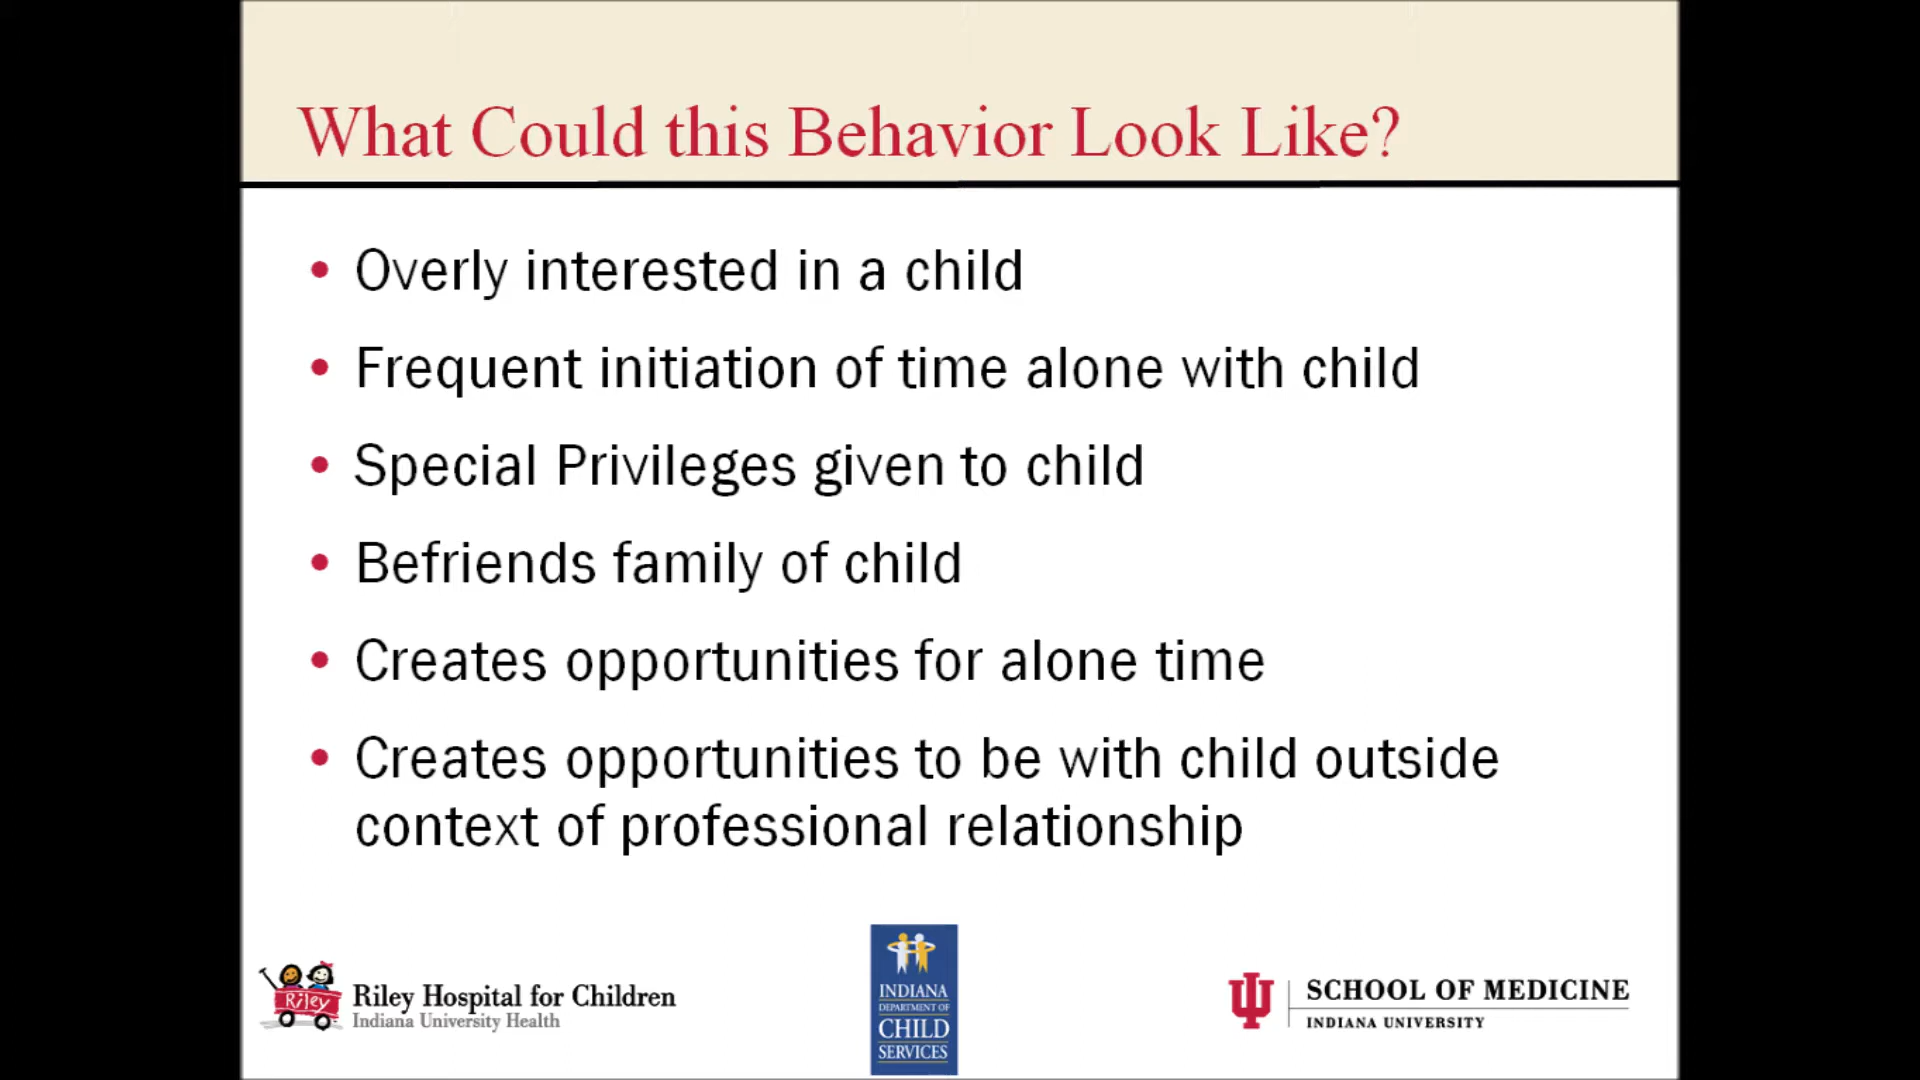 What Could this Behavior Look Like?
• Overly interested in a child
• Frequent initiation of time alone with child
• Special Privileges given to child
• Befriends family of child
• Creates opportunities for alone time
• Creates opportunities to be with child outside
context of professional relationship
Riley
Riley Hospital for Children
Indiana University Health
INDIANA
DEPARTMENT OF
CHILD
SERVICES
SCHOOL OF MEDICINE
INDIANA UNIVERSITY